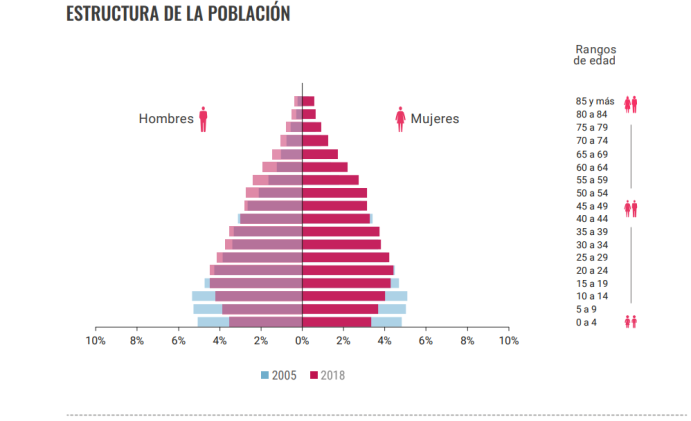 ESTRUCTURA DE LA POBLACIÓN
Rangos
de edad
Hombres
Mujeres
85 y más
80 a 84
75 a 79
70 a 74
65 a 69
60 a 64
55 a 59
50 a 54
45 a 49
40 a 44
35 a 39
30 a 34
25 a 29
20 a 24
15 a 19
10 a 14
5 a 9
0 a 4
10% 8% 6% 4% 2% 0% 2% 4% 6% 8% 10%
2005 2018